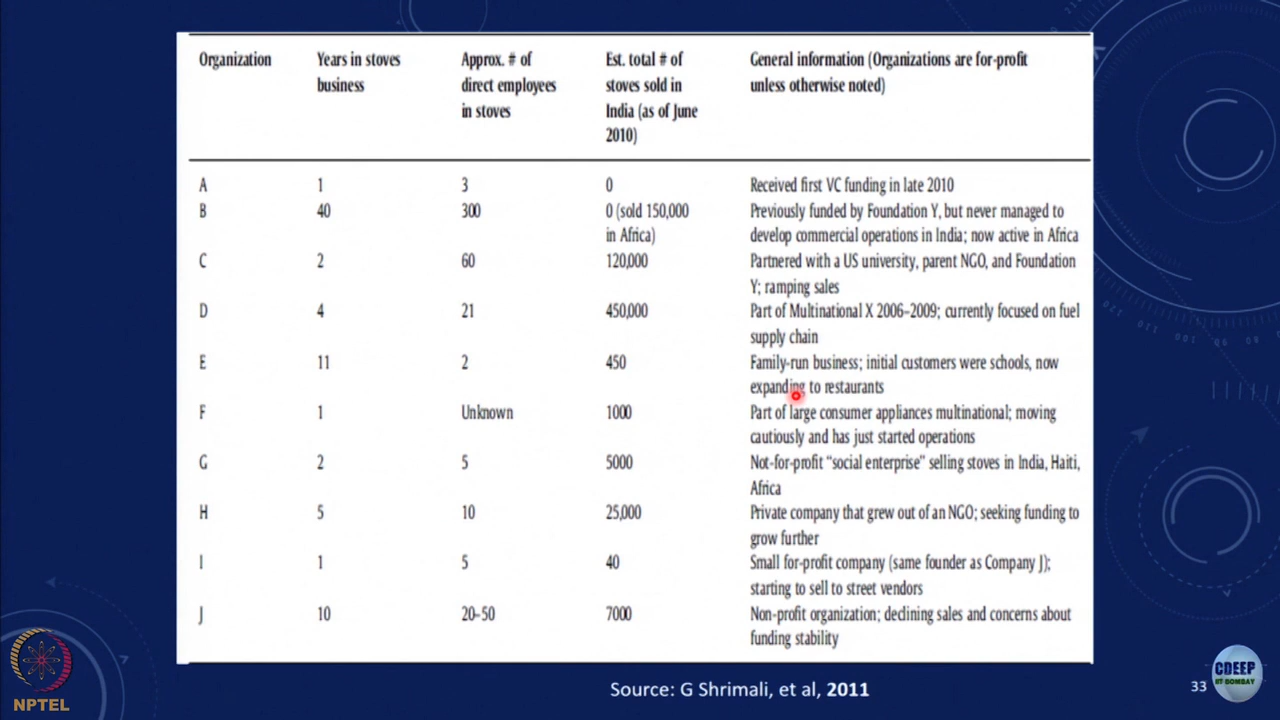 Organization Years in stoves business Approx. # of direct employees in stoves Est. total # of stoves sold in India (as of June 2010) General information (Organizations are for-profit unless otherwise noted)
A 1 3 0 Received first VC funding in late 2010
B 40 300 0 (sold 150,000 in Africa) Previously funded by Foundation Y, but never managed to develop commercial operations in India; now active in Africa
C 2 60 120,000 Partnered with a US university, parent NGO, and Foundation Y; ramping sales
D 4 21 450,000 Part of Multinational X 2006–2009; currently focused on fuel supply chain
E 11 2 450 Family-run business; initial customers were schools, now expanding to restaurants
F 1 Unknown 1000 Part of large consumer appliances multinational; moving cautiously and has just started operations
G 2 5 5000 Not-for-profit "social enterprise" selling stoves in India, Haiti, Africa
H 5 10 25,000 Private company that grew out of an NGO; seeking funding to grow further
I 1 5 40 Small for-profit company (same founder as Company J); starting to sell to street vendors
J 10 20–50 7000 Non-profit organization; declining sales and concerns about funding stability
Source: G Shrimali, et al, 2011
33
NPTEL
CDEEP
IIT BOMBAY